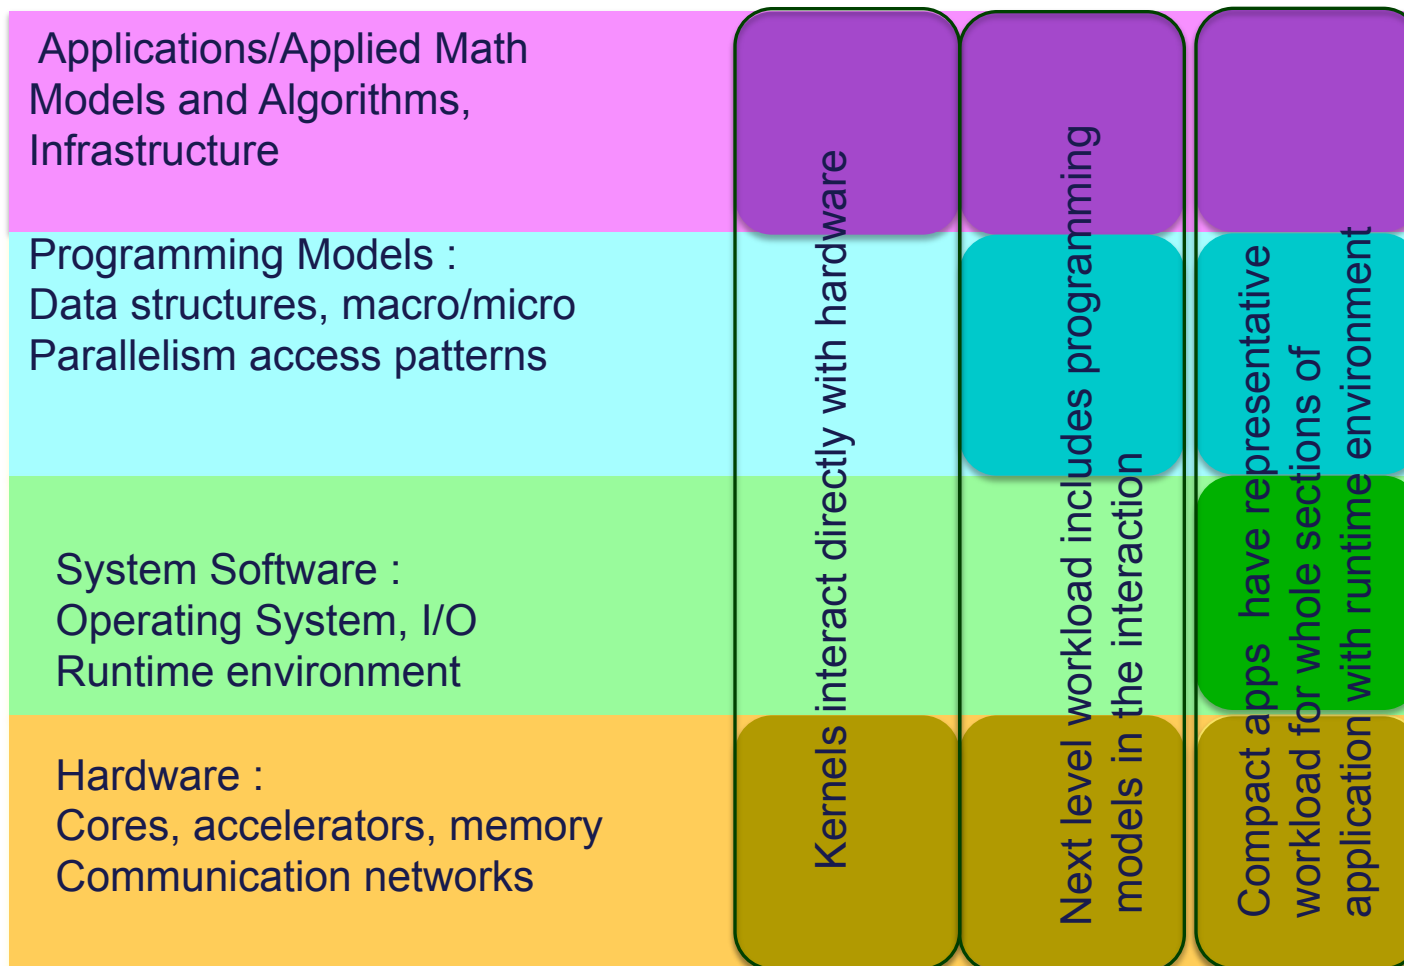 Applications/Applied Math
Models and Algorithms,
Infrastructure
Programming Models :
Data structures, macro/micro
Parallelism access patterns
System Software :
Operating System, I/O
Runtime environment
Hardware :
Cores, accelerators, memory
Communication networks
Kernels interact directly with hardware
Next level workload includes programming
models in the interaction
Compact apps have representative
workload for whole sections of
application with runtime environment